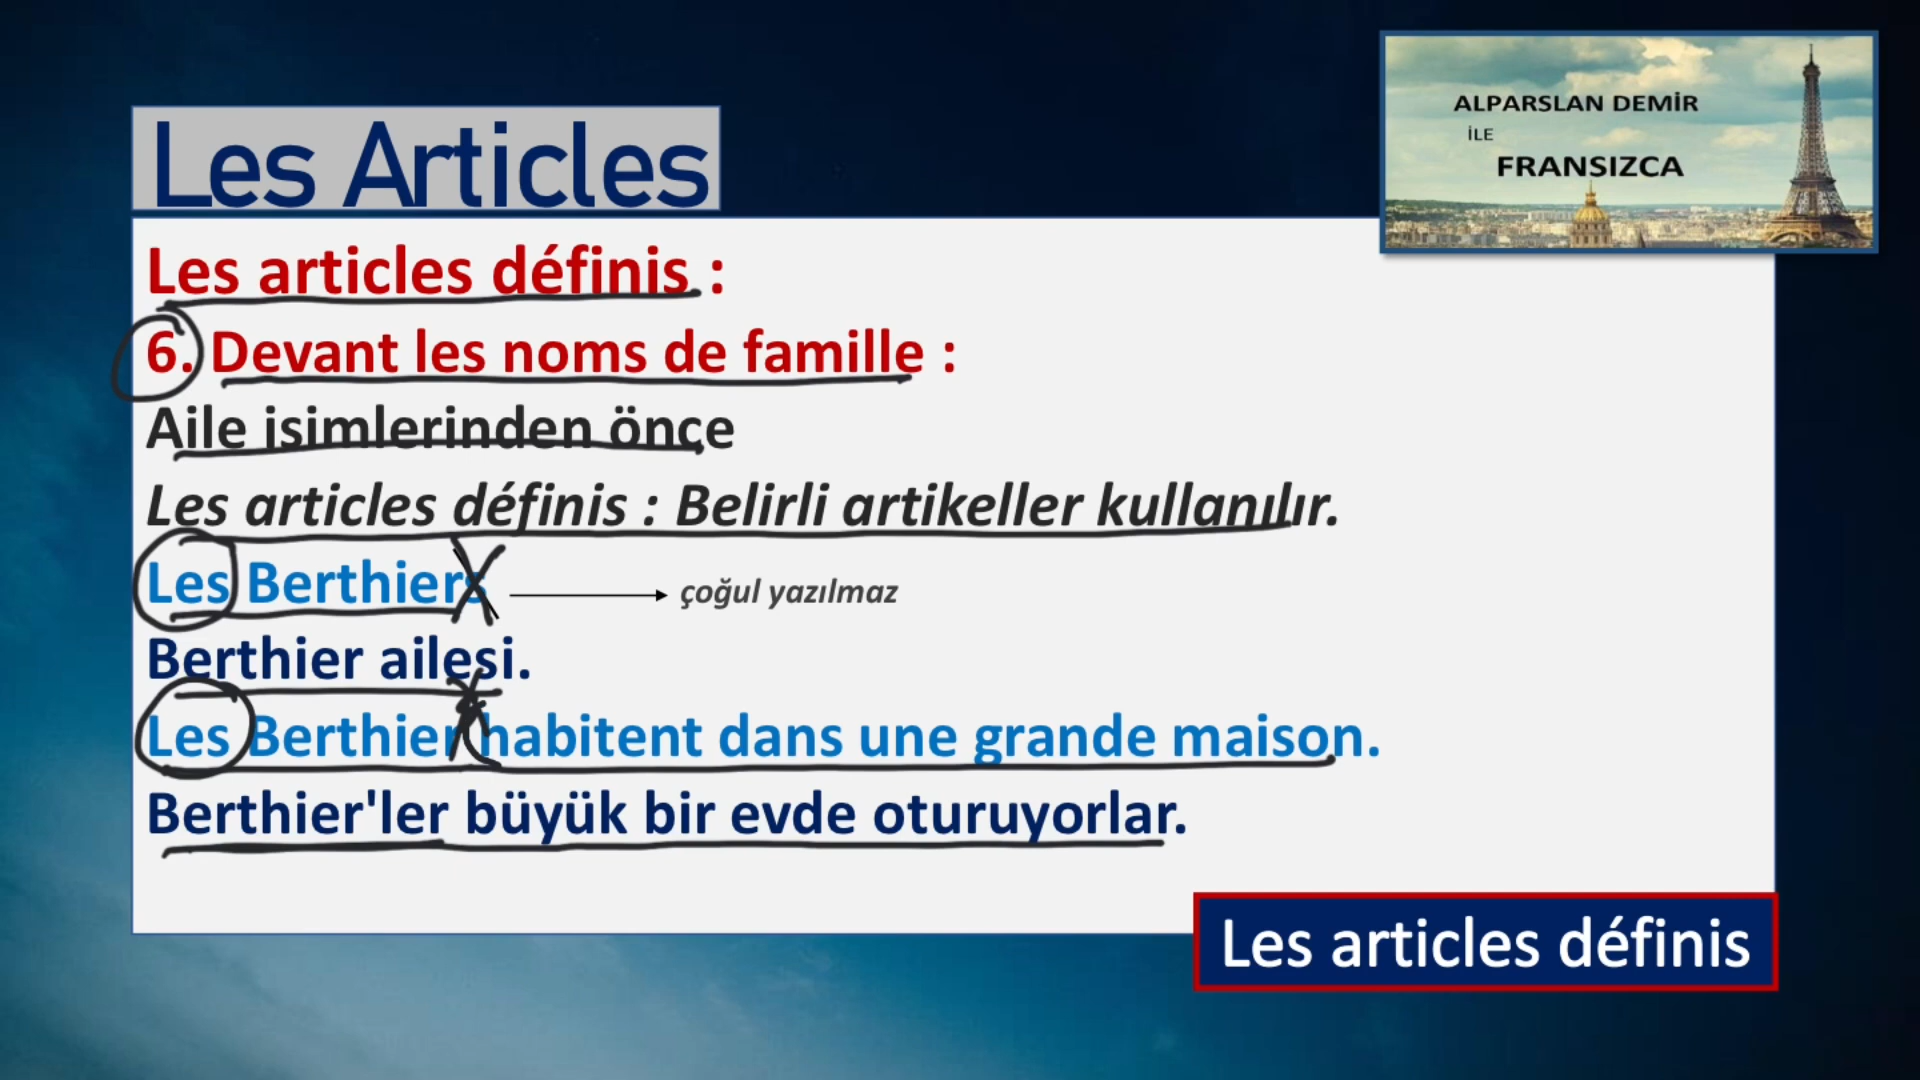 ALPARSLAN DEMİR
İLE
FRANSIZCA
Les Articles
Les articles définis :
6. Devant les noms de famille :
Aile isimlerinden önce
Les articles définis : Belirli artikeller kullanılır.
Les Berthiers → çoğul yazılmaz
Berthier ailesi.
Les Berthier habitent dans une grande maison.
Berthier'ler büyük bir evde oturuyorlar.
Les articles définis